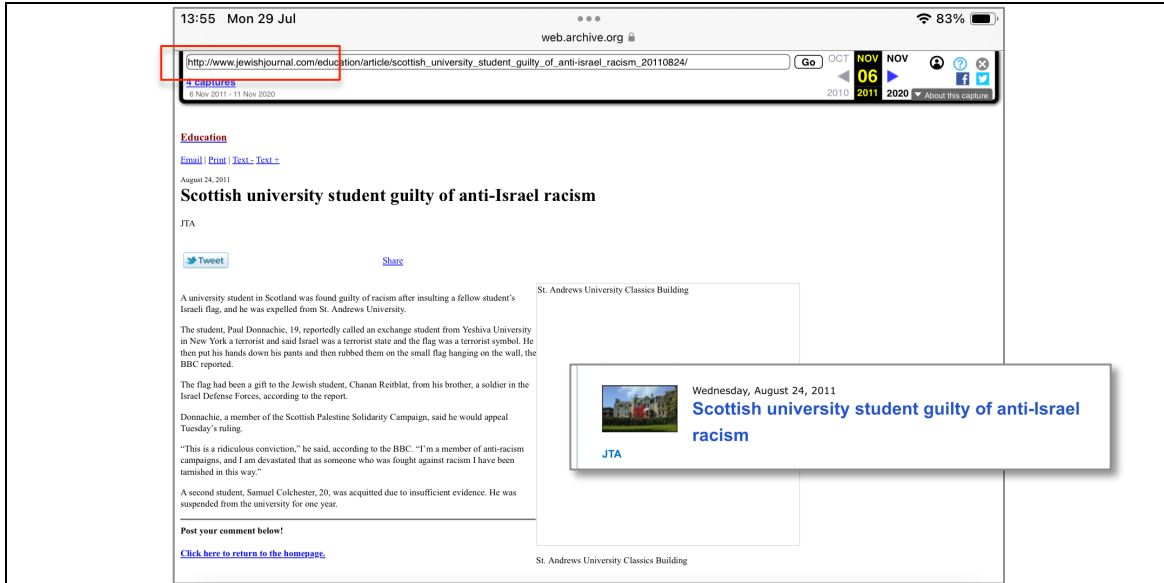 13:55 Mon 29 Jul
83%
web.archive.org
http://www.jewishjournal.com/education/article/scottish_university_student_guilty_of_anti-israel_racism_20110824/
Go
OCT NOV NOV
06
2010 2011 2020
4 captures
6 Nov 2011 - 11 Nov 2020
About this capture
Education
Email | Print | Text - Text +
August 24, 2011
Scottish university student guilty of anti-Israel racism
JTA
Tweet
Share
A university student in Scotland was found guilty of racism after insulting a fellow student's
Israeli flag, and he was expelled from St. Andrews University.
The student, Paul Donnachie, 19, reportedly called an exchange student from Yeshiva University
in New York a terrorist and said Israel was a terrorist state and the flag was a terrorist symbol. He
then put his hands down his pants and then rubbed them on the small flag hanging on the wall, the
BBC reported.
The flag had been a gift to the Jewish student, Chanan Reitblat, from his brother, a soldier in the
Israel Defense Forces, according to the report.
Donnachie, a member of the Scottish Palestine Solidarity Campaign, said he would appeal
Tuesday's ruling.
“This is a ridiculous conviction,” he said, according to the BBC. “I'm a member of anti-racism
campaigns, and I am devastated that as someone who was fought against racism I have been
tarnished in this way.”
A second student, Samuel Colchester, 20, was acquitted due to insufficient evidence. He was
suspended from the university for one year.
Post your comment below!
Click here to return to the homepage.
St. Andrews University Classics Building
Wednesday, August 24, 2011
Scottish university student guilty of anti-Israel
racism
JTA
St. Andrews University Classics Building